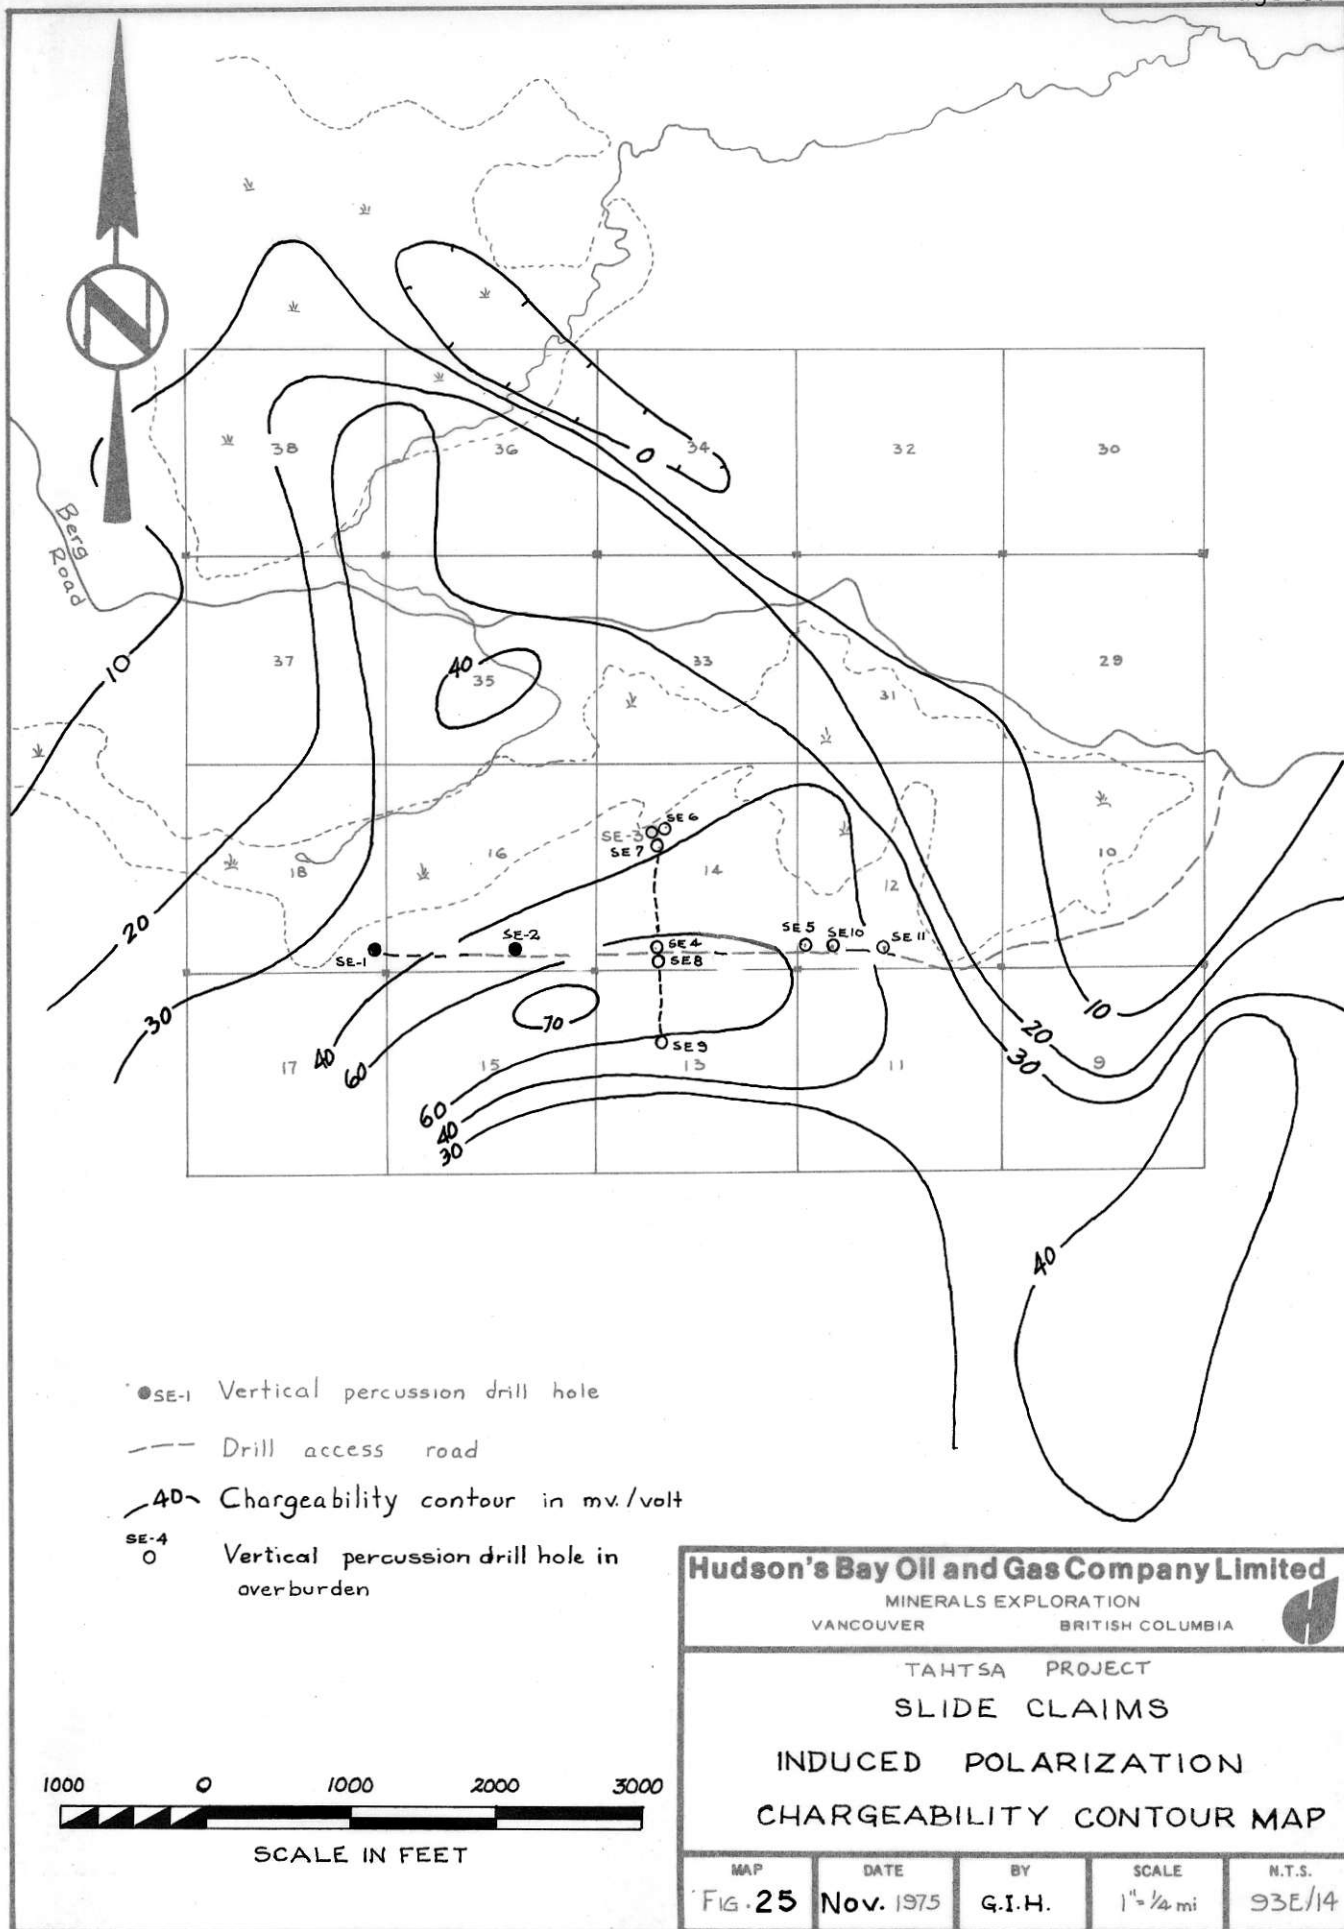 N
38
36
34
32
30
0
Berg
Road
37
40
35
33
31
29
10
SE 6
SE-3
SE 7
16
14
10
18
12
20
SE-2
SE 5
SE10
SE 11
SE-1
SE 4
SE 8
30
70
10
20
SE9
40
60
17
15
13
30
11
9
60
40
30
40
SE-1 Vertical percussion drill hole
Drill access road
40 Chargeability contour in mv./volt
SE-4
Vertical percussion drill hole in
overburden
Hudson's Bay Oil and Gas Company Limited
MINERALS EXPLORATION
VANCOUVER BRITISH COLUMBIA
TAHTSA PROJECT
SLIDE CLAIMS
INDUCED POLARIZATION
CHARGEABILITY CONTOUR MAP
1000 0 1000 2000 3000
SCALE IN FEET
MAP DATE BY SCALE N.T.S.
FIG. 25 Nov. 1975 G.I.H. 1"=1/4 mi 93E/14